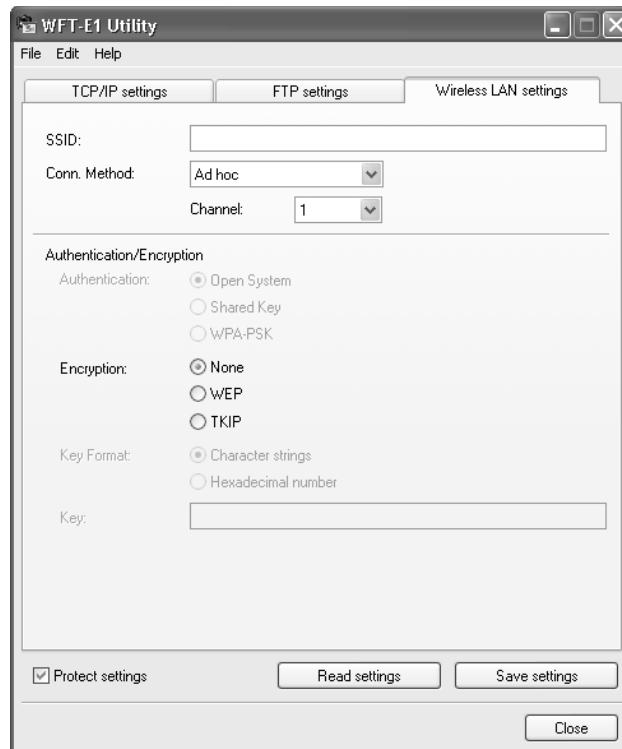 WFT-E1 Utility
File Edit Help
TCP/IP settings FTP settings Wireless LAN settings
SSID:
Conn. Method: Ad hoc
Channel: 1
Authentication/Encryption
Authentication: Open System
Shared Key
WPA-PSK
Encryption: None
WEP
TKIP
Key Format: Character strings
Hexadecimal number
Key:
Protect settings Read settings Save settings
Close